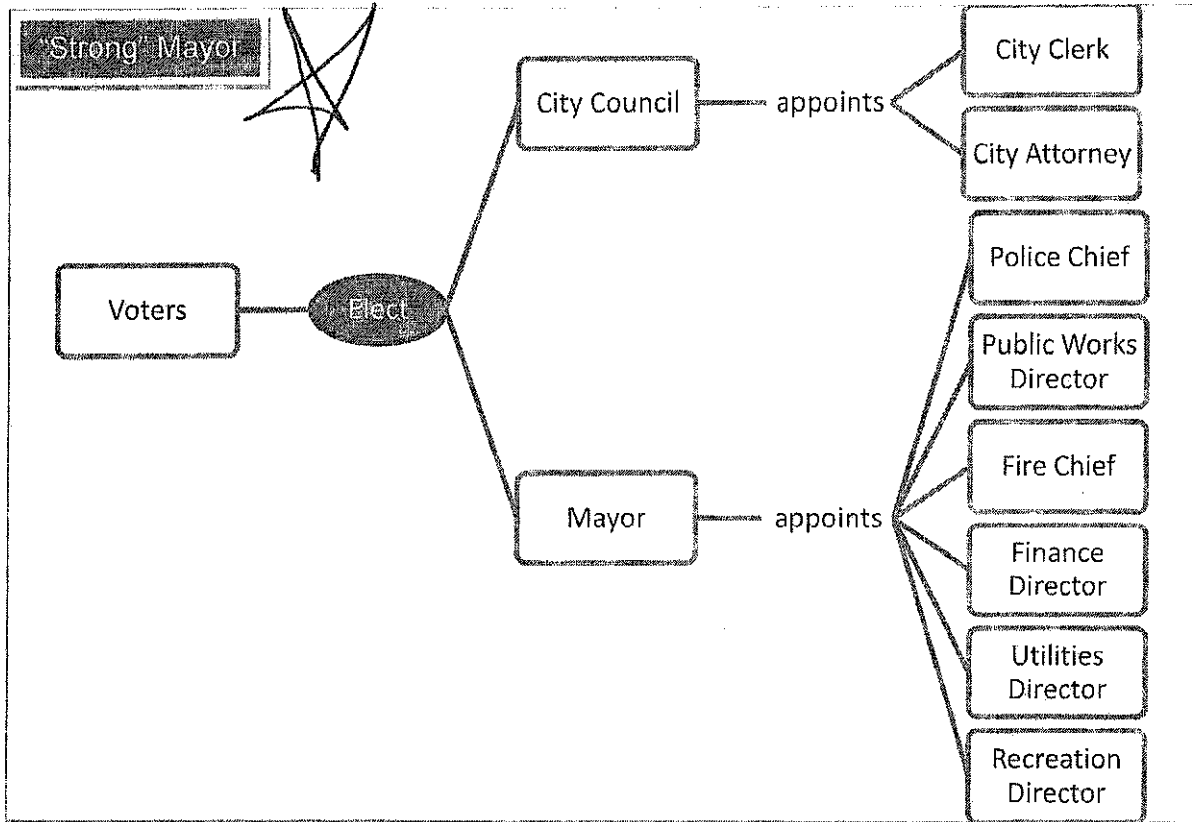 "Strong" Mayor
Voters
Elect
City Council
appoints
City Clerk
City Attorney
Mayor
appoints
Police Chief
Public Works
Director
Fire Chief
Finance
Director
Utilities
Director
Recreation
Director